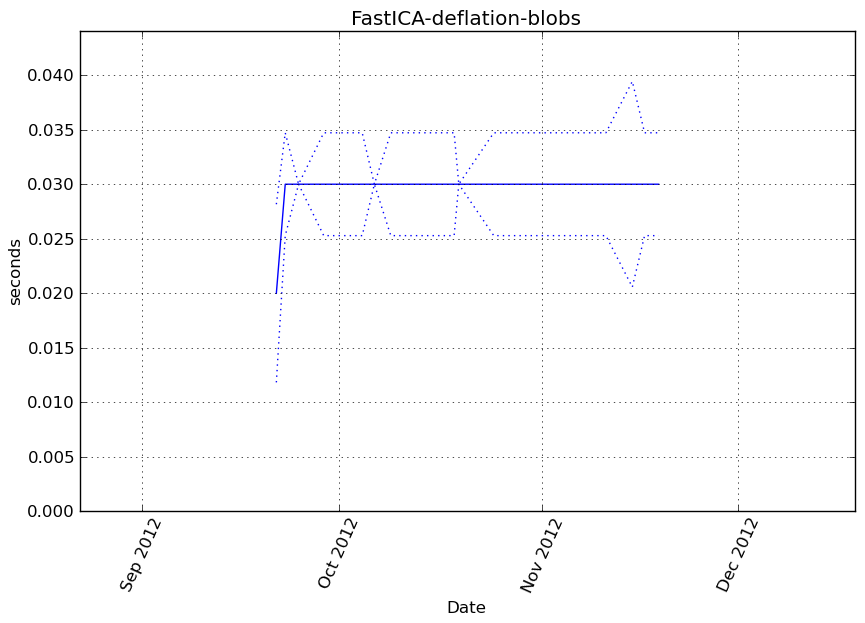 FastICA-deflation-blobs
0.040
0.035
0.030
0.025
0.020
0.015
0.010
0.005
0.000
seconds
Sep 2012
Oct 2012
Nov 2012
Dec 2012
Date